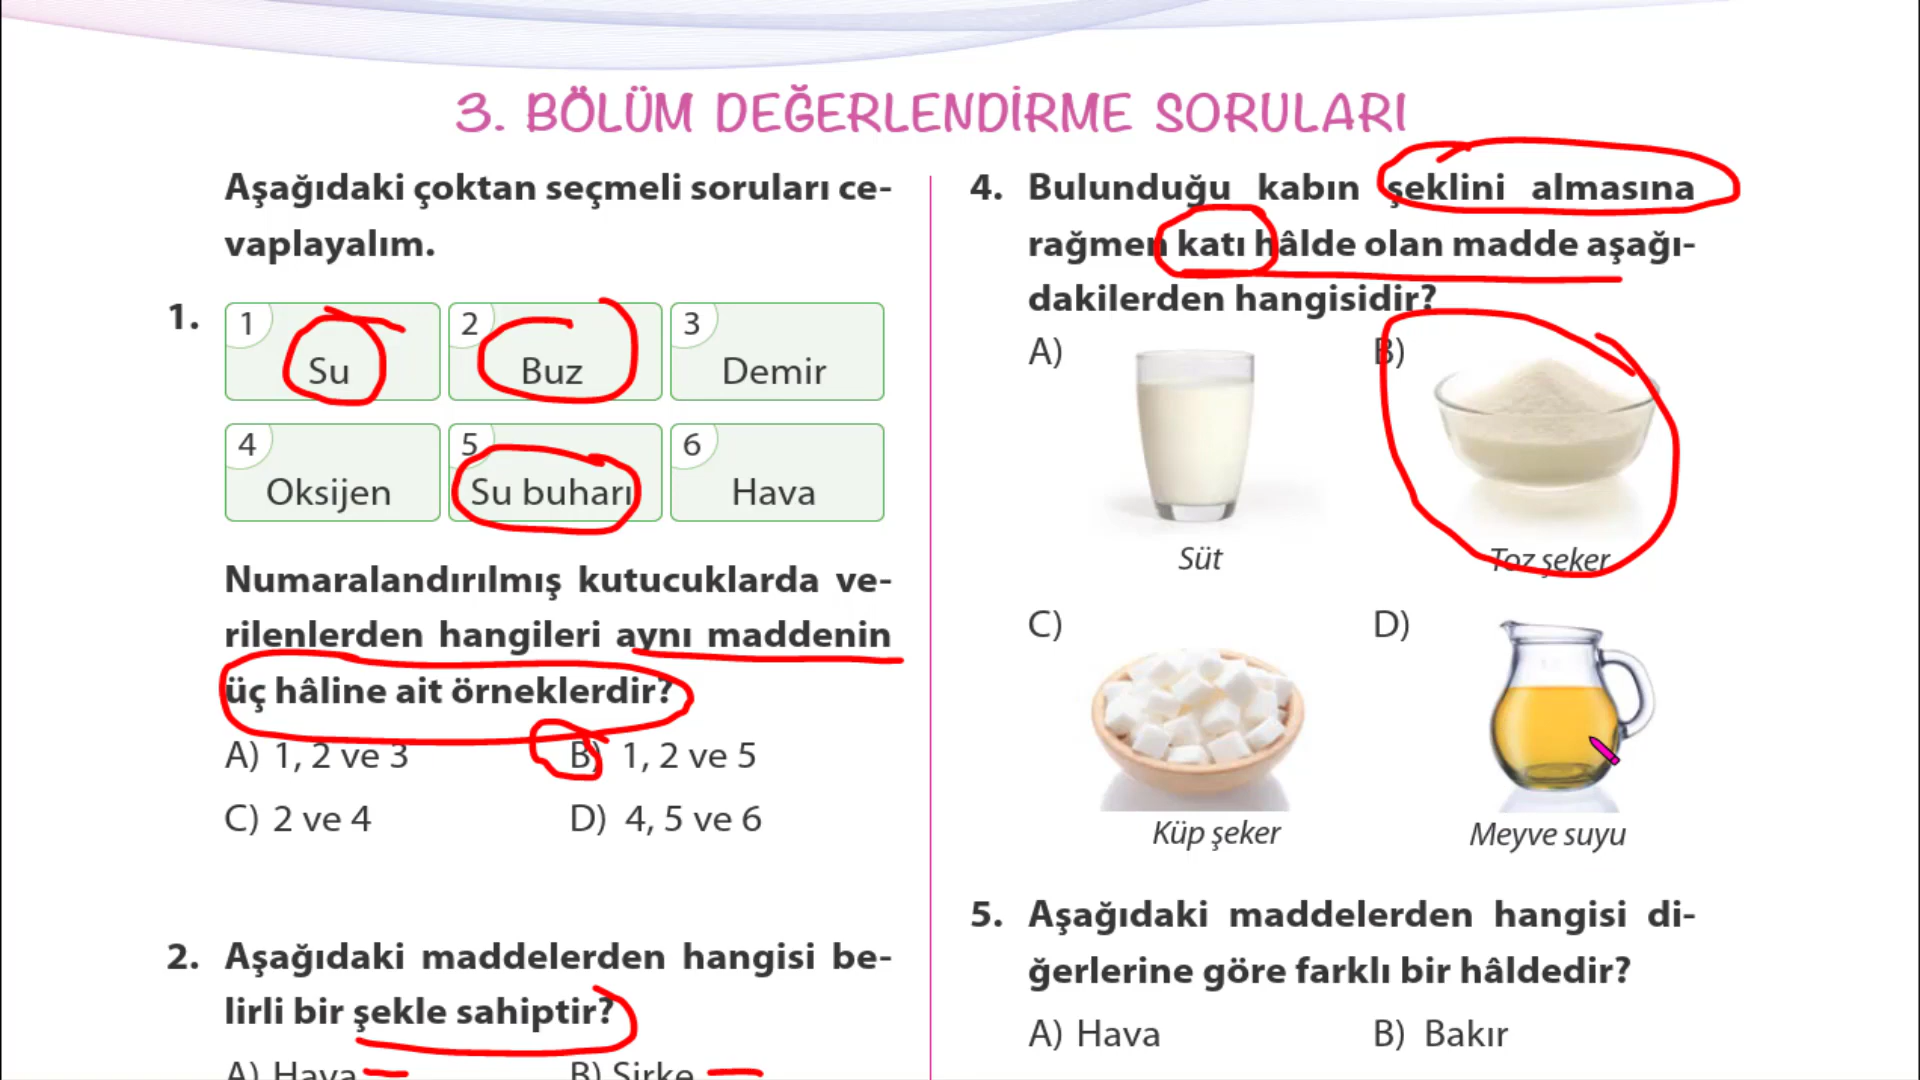 3. BÖLÜM DEĞERLENDİRME SORULARI
Aşağıdaki çoktan seçmeli soruları ce-
vaplayalım.
1.
1
Su
2
Buz
3
Demir
4
Oksijen
5
Su buharı
6
Hava
Numaralandırılmış kutucuklarda ve-
rilenlerden hangileri aynı maddenin
üç hâline ait örneklerdir?
A) 1, 2 ve 3
B) 1, 2 ve 5
C) 2 ve 4
D) 4, 5 ve 6
2. Aşağıdaki maddelerden hangisi be-
lirli bir şekle sahiptir?
A) Hava
B) Sirke
4. Bulunduğu kabın şeklini almasına
rağmen katı hâlde olan madde aşağı-
dakilerden hangisidir?
A)
Süt
B)
Toz şeker
C)
Küp şeker
D)
Meyve suyu
5. Aşağıdaki maddelerden hangisi di-
ğerlerine göre farklı bir hâldedir?
A) Hava
B) Bakır